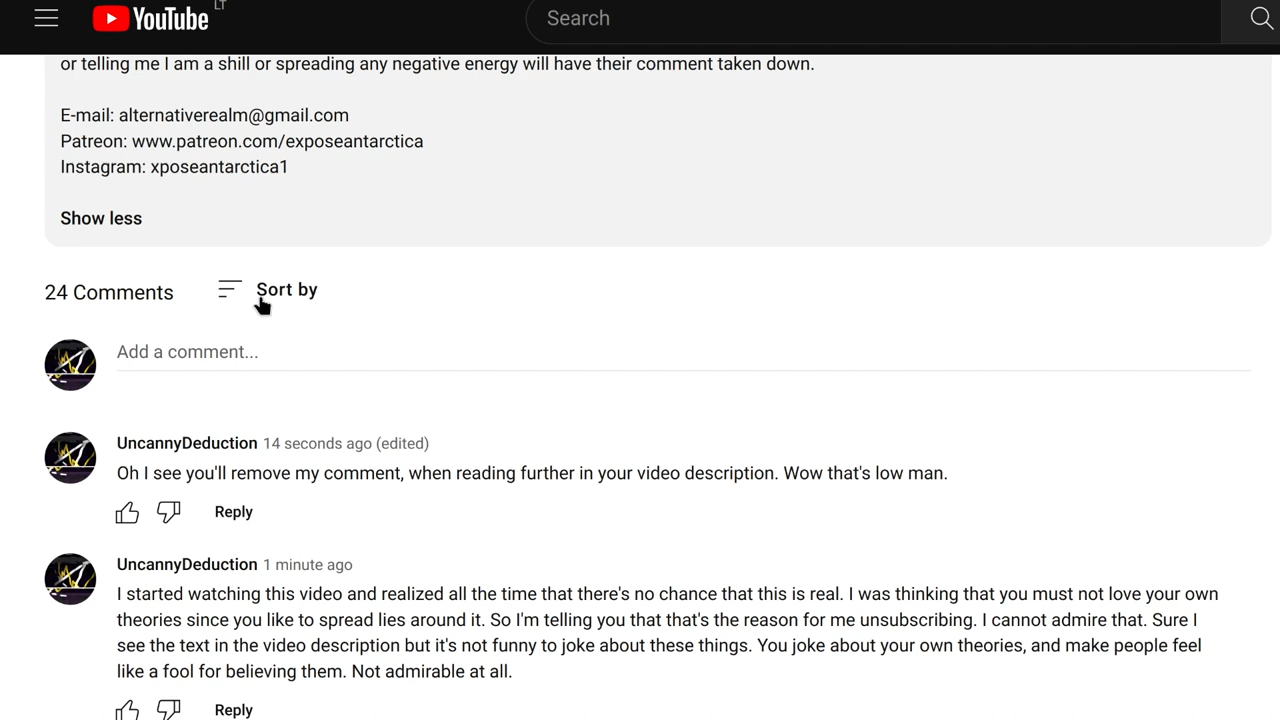 YouTube LT
Search
or telling me I am a shill or spreading any negative energy will have their comment taken down.
E-mail: alternativerealm@gmail.com
Patreon: www.patreon.com/exposeantarctica
Instagram: xposeantarctica1
Show less
24 Comments
Sort by
Add a comment...
UncannyDeduction 14 seconds ago (edited)
Oh I see you'll remove my comment, when reading further in your video description. Wow that's low man.
Reply
UncannyDeduction 1 minute ago
I started watching this video and realized all the time that there's no chance that this is real. I was thinking that you must not love your own
theories since you like to spread lies around it. So I'm telling you that that's the reason for me unsubscribing. I cannot admire that. Sure I
see the text in the video description but it's not funny to joke about these things. You joke about your own theories, and make people feel
like a fool for believing them. Not admirable at all.
Reply